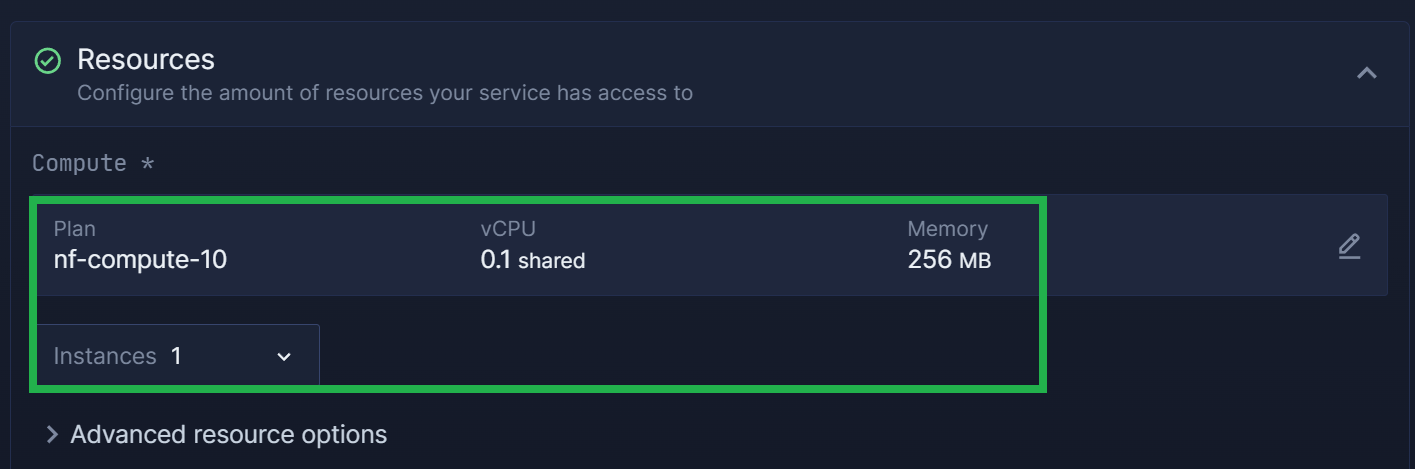 Resources
Configure the amount of resources your service has access to
Compute *
Plan vCPU Memory
nf-compute-10 0.1 shared 256 MB
Instances 1
Advanced resource options